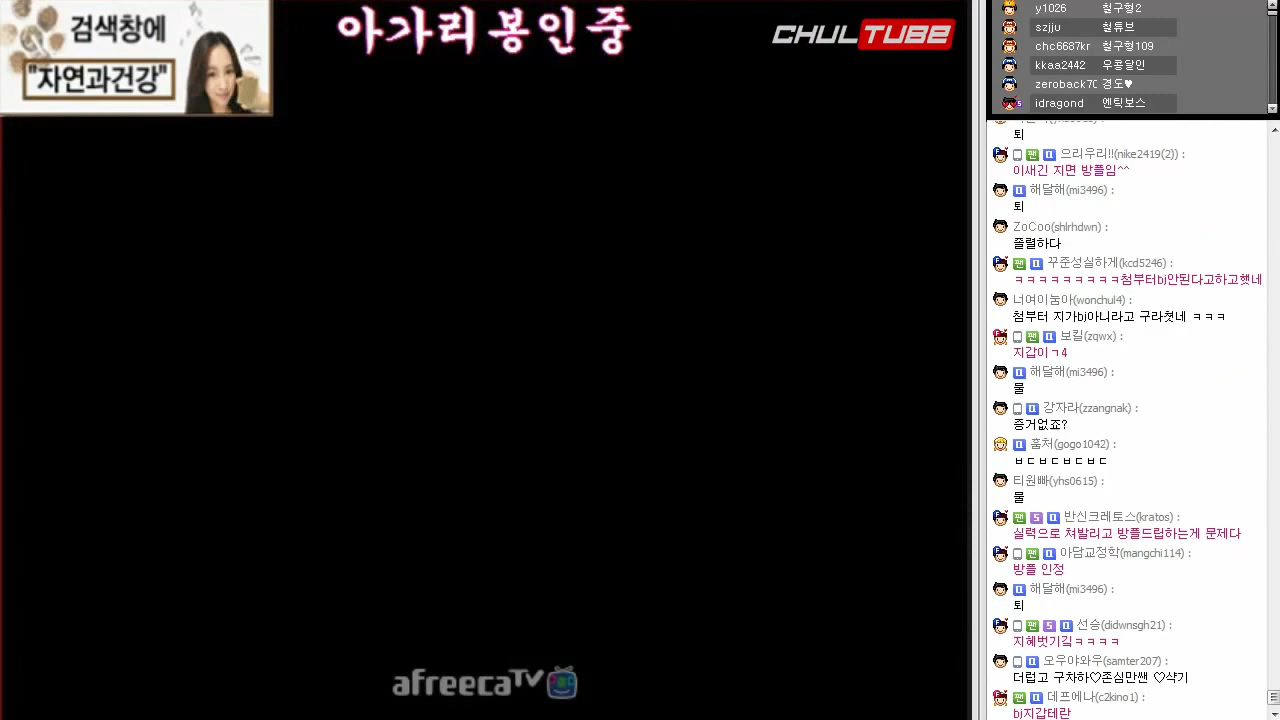 검색창에
"자연과건강"
아가리봉인중
CHULTUBE
afreecaTV
y1026 철구형2
szjju 철튜브
chc6687kr 철구형109
kkaa2442 우콩달인
zeroback70 경도♥
idragond 엔틱보스
퇴
으리우리!!(nike2419(2)) :
이새긴 지면 방플임^^
해달해(mi3496) :
퇴
ZoCoo(shlrhdwn) :
졸렬하다
꾸준성실하게(kcd5246) :
ㅋㅋㅋㅋㅋㅋㅋㅋㅋ첨부터bj안된다고하고햇네
너여이눔아(wonchul4) :
첨부터 지가bj아니라고 구라쳣네 ㅋㅋㅋ
보킬(zqwx) :
지갑이ㄱ4
해달해(mi3496) :
물
강자라(zzangnak) :
증거없죠?
훔처(gogo1042) :
ㅂㄷㅂㄷㅂㄷㅂㄷ
티원빠(yhs0615) :
물
반신크레토스(kratos) :
실력으로 쳐발리고 방플드립하는게 문제다
아담교정학(mangchi114) :
방플 인정
해달해(mi3496) :
퇴
선승(didwnsgh21) :
지혜벗기깈ㅋㅋㅋㅋ
오우야와우(samter207) :
더럽고 구차하♡존심만쌘 ♡샥기
데프에나(c2kino1) :
bj지갑테란